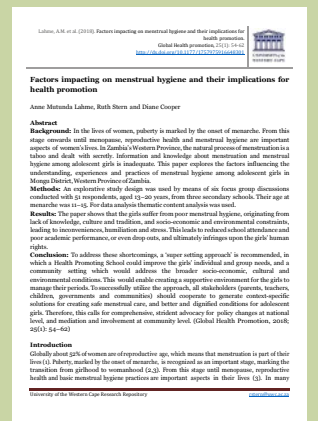 Lahme, A.M. et al. (2018). Factors impacting on menstrual hygiene and their implications for
health promotion.
Global Health Promotion, 25(1): 54-62
http://dx.doi.org/10.1177/1757975916648301
Factors impacting on menstrual hygiene and their implications for
health promotion
Anne Mutunda Lahme, Ruth Stern and Diane Cooper
Abstract
Background: In the lives of women, puberty is marked by the onset of menarche. From this
stage onwards until menopause, reproductive health and menstrual hygiene are important
aspects of women's lives. In Zambia's Western Province, the natural process of menstruation is a
taboo and dealt with secretly. Information and knowledge about menstruation and menstrual
hygiene among adolescent girls is inadequate. This paper explores the factors influencing the
understanding, experiences and practices of menstrual hygiene among adolescent girls in
Mongu District, Western Province of Zambia.
Methods: An explorative study design was used by means of six focus group discussions
conducted with 51 respondents, aged 13–20 years, from three secondary schools. Their age at
menarche was 11–15. For data analysis thematic content analysis was used.
Results: The paper shows that the girls suffer from poor menstrual hygiene, originating from
lack of knowledge, culture and tradition, and socio-economic and environmental constraints,
leading to inconveniences, humiliation and stress. This leads to reduced school attendance and
poor academic performance, or even drop outs, and ultimately infringes upon the girls' human
rights.
Conclusion: To address these shortcomings, a 'super setting approach' is recommended, in
which a Health Promoting School could improve the girls' individual and group needs, and a
community setting which would address the broader socio-economic, cultural and
environmental conditions. This would enable creating a supportive environment for the girls to
manage their periods. To successfully utilize the approach, all stakeholders (parents, teachers,
children, governments and communities) should cooperate to generate context-specific
solutions for creating safe menstrual care, and better and dignified conditions for adolescent
girls. Therefore, this calls for comprehensive, strident advocacy for policy changes at national
level, and mediation and involvement at community level. (Global Health Promotion, 2018;
25(1): 54–62)
Introduction
Globally about 52% of women are of reproductive age, which means that menstruation is part of their
lives (1). Puberty, marked by the onset of menarche, is recognized as an important stage, marking the
transition from girlhood to womanhood (2,3). From this stage until menopause, reproductive
health and basic menstrual hygiene practices are important aspects in their lives (3). In many
University of the Western Cape Research Repository